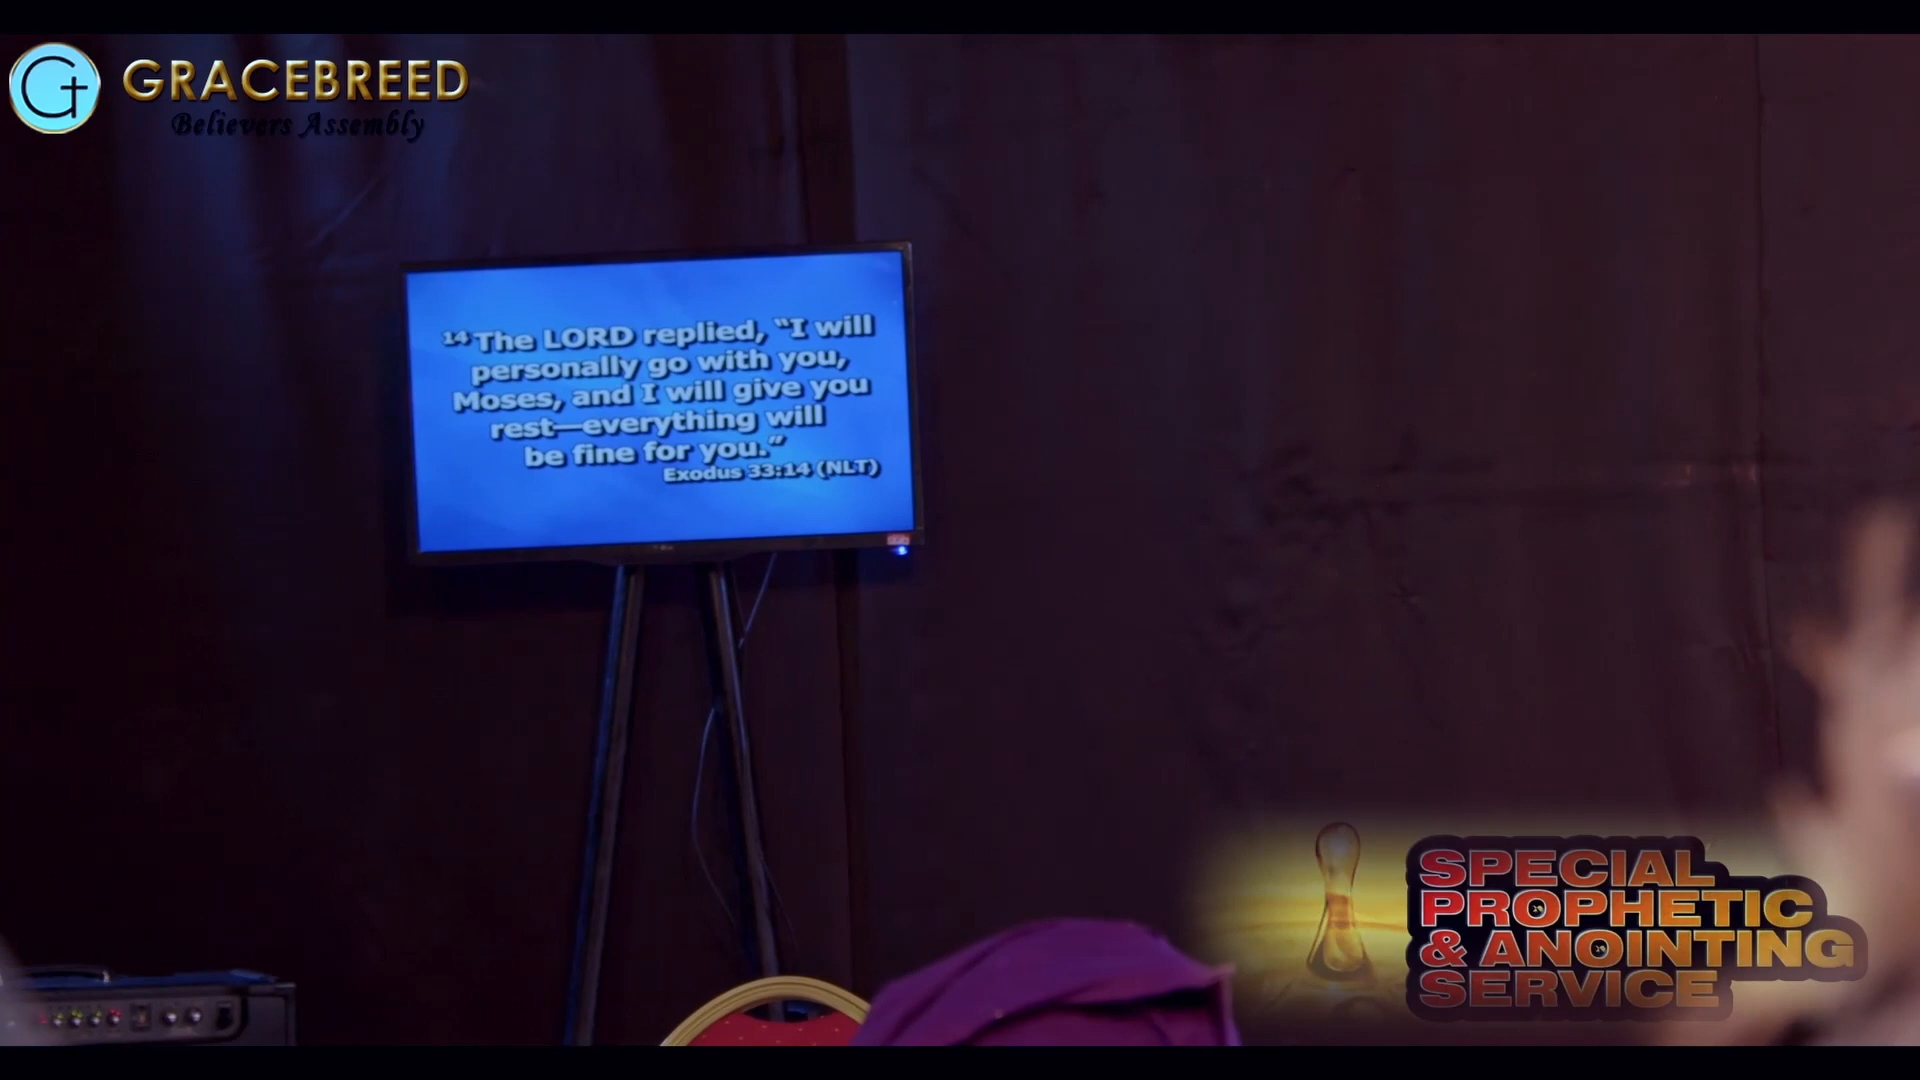 GRACEBREED
Believers Assembly
14 The LORD replied, "I will
personally go with you,
Moses, and I will give you
rest—everything will
be fine for you."
Exodus 33:14 (NLT)
SPECIAL
PROPHETIC
& ANOINTING
SERVICE